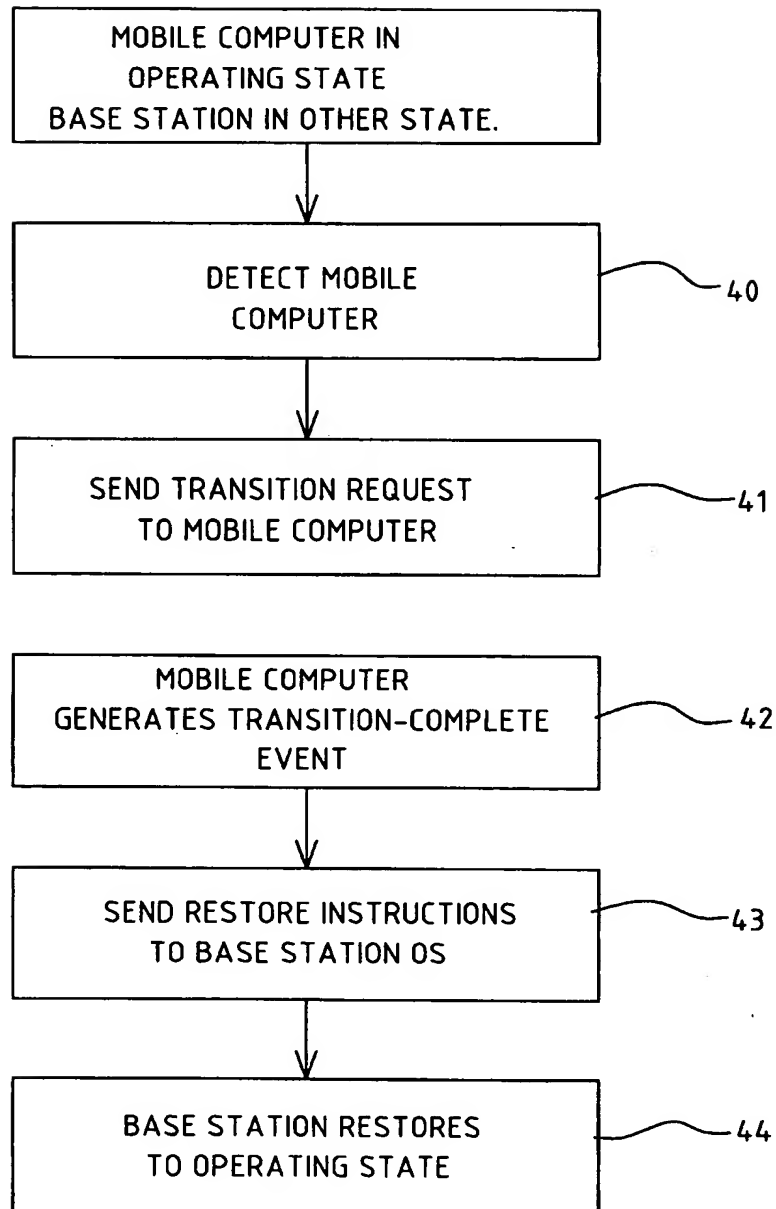 MOBILE COMPUTER IN
OPERATING STATE
BASE STATION IN OTHER STATE.
DETECT MOBILE
COMPUTER
40
SEND TRANSITION REQUEST
TO MOBILE COMPUTER
41
MOBILE COMPUTER
GENERATES TRANSITION-COMPLETE
EVENT
42
SEND RESTORE INSTRUCTIONS
TO BASE STATION OS
43
BASE STATION RESTORES
TO OPERATING STATE
44